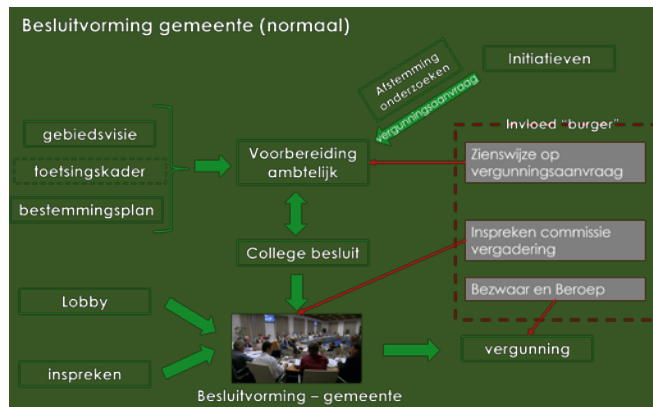 Besluitvorming gemeente (normaal)
Initiatieven
Afstemming
onderzoeken
vergunningsaanvraag
Invloed "burger"
gebiedsvisie
toetsingskader
bestemmingsplan
Voorbereiding
ambtelijk
Zienswijze op
vergunningsaanvraag
Inspreken commissie
vergadering
College besluit
Bezwaar en Beroep
Lobby
inspreken
vergunning
Besluitvorming – gemeente